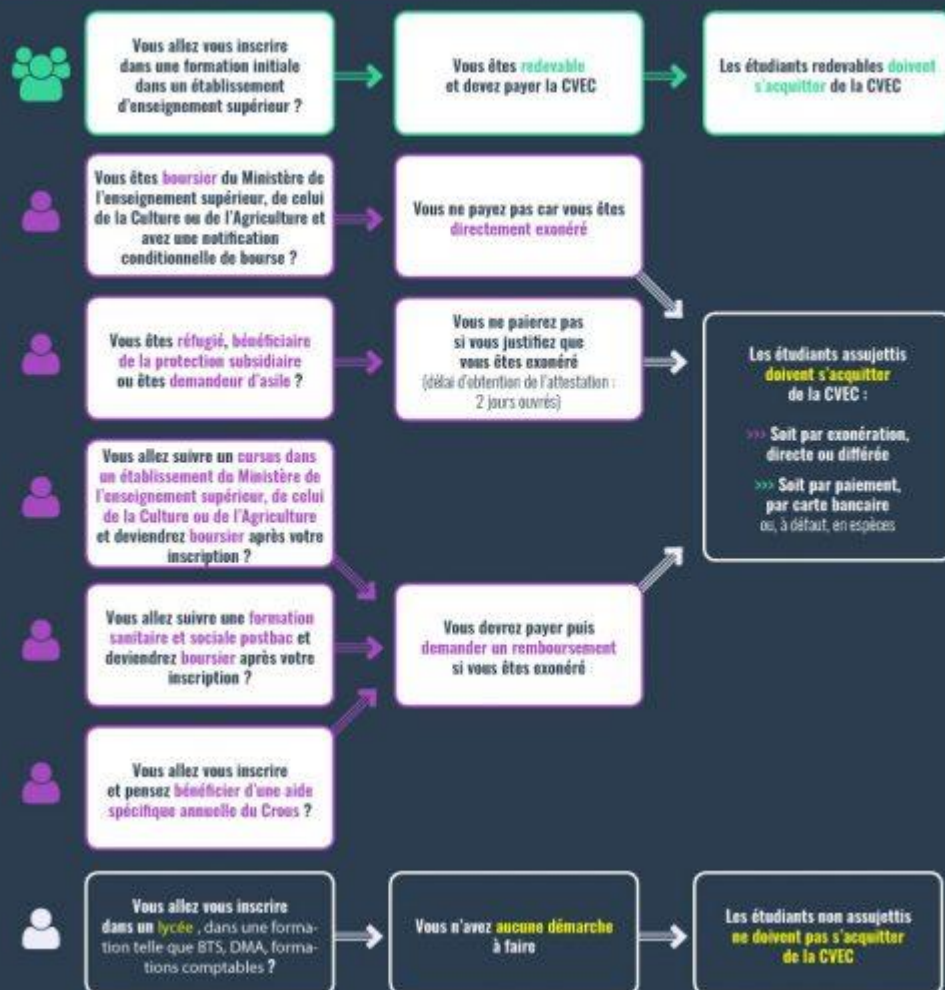 Vous allez vous inscrire
dans une formation initiale
dans un établissement
d'enseignement supérieur ?
Vous êtes redevable
et devez payer la CVEC
Les étudiants redevables doivent
s'acquitter de la CVEC
Vous êtes boursier du Ministère de
l'enseignement supérieur, de celui
de la Culture ou de l'Agriculture et
avez une notification
conditionnelle de bourse ?
Vous ne payez pas car vous êtes
directement exonéré
Vous êtes réfugié, bénéficiaire
de la protection subsidiaire
ou êtes demandeur d'asile ?
Vous ne paierez pas
si vous justifiez que
vous êtes exonéré
(délai d'obtention de l'attestation :
2 jours ouvrés)
Les étudiants assujettis
doivent s'acquitter
de la CVEC :
>>> Soit par exonération,
directe ou différée
>>> Soit par paiement,
par carte bancaire
ou, à défaut, en espèces
Vous allez suivre un cursus dans
un établissement du Ministère de
l'enseignement supérieur, de celui
de la Culture ou de l'Agriculture
et deviendrez boursier après votre
inscription ?
Vous allez suivre une formation
sanitaire et sociale postbac et
deviendrez boursier après votre
inscription ?
Vous devrez payer puis
demander un remboursement
si vous êtes exonéré
Vous allez vous inscrire
et pensez bénéficier d'une aide
spécifique annuelle du Crous ?
Vous allez vous inscrire
dans un lycée , dans une forma-
tion telle que BTS, DMA, forma-
tions comptables ?
Vous n'avez aucune démarche
à faire
Les étudiants non assujettis
ne doivent pas s'acquitter
de la CVEC